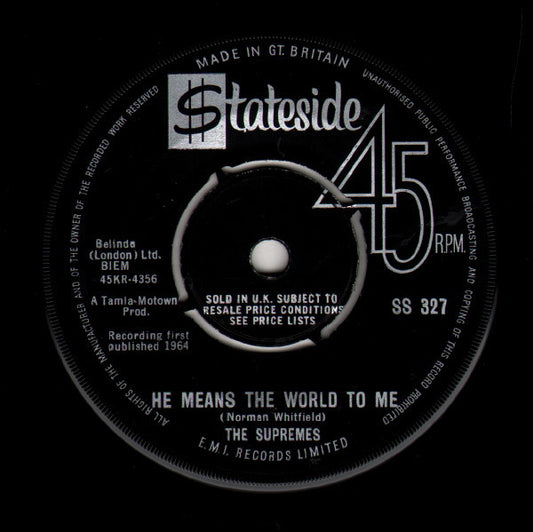 MADE IN GT. BRITAIN
UNAUTHORISED PUBLIC PERFORMANCE BROADCASTING AND COPYING OF THIS RECORD PROHIBITED
ALL RIGHTS OF THE MANUFACTURER AND OF THE OWNER OF THE RECORDED WORK RESERVED
$tateside
45
R.P.M.
Belinda
(London) Ltd.
BIEM
45KR-4356
A Tamla-Motown
Prod.
Recording first
published 1964
SOLD IN U.K. SUBJECT TO
RESALE PRICE CONDITIONS
SEE PRICE LISTS
SS 327
HE MEANS THE WORLD TO ME
(Norman Whitfield)
THE SUPREMES
E.M.I. RECORDS LIMITED